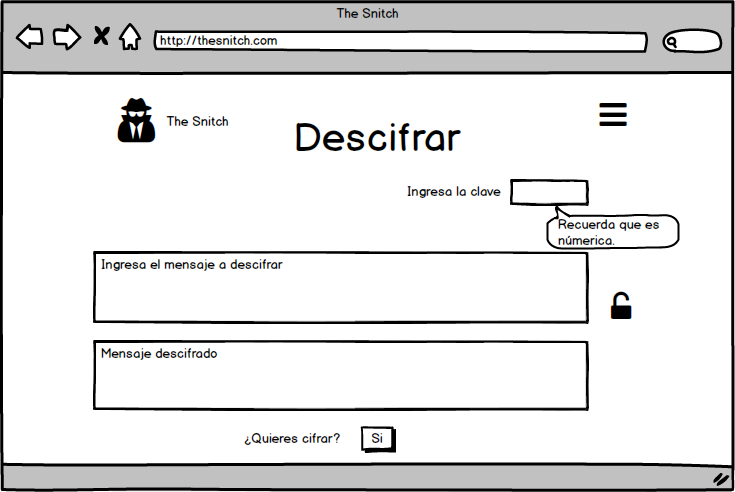 The Snitch
http://thesnitch.com
The Snitch
Descifrar
Ingresa la clave
Recuerda que es
númerica.
Ingresa el mensaje a descifrar
Mensaje descifrado
¿Quieres cifrar?
Si